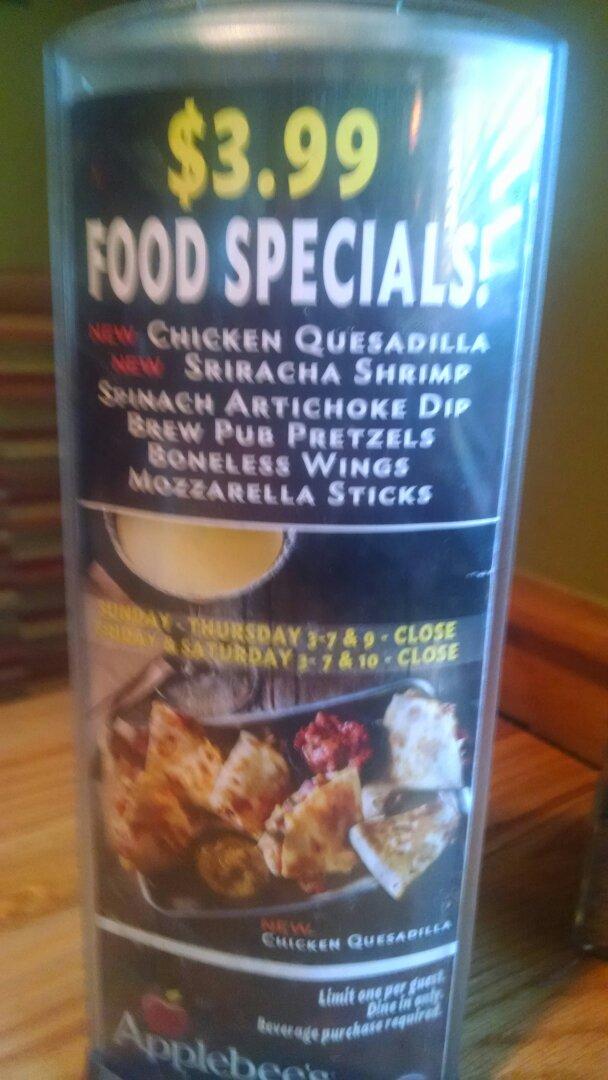 $3.99
FOOD SPECIALS!
NEW CHICKEN QUESADILLA
NEW SRIRACHA SHRIMP
SPINACH ARTICHOKE DIP
BREW PUB PRETZELS
BONELESS WINGS
MOZZARELLA STICKS
SUNDAY - THURSDAY 3-7 & 9 - CLOSE
FRIDAY & SATURDAY 3-7 & 10 - CLOSE
NEW
CHICKEN QUESADILLA
Limit one per guest.
Dine in only.
Beverage purchase required.
Applebee's